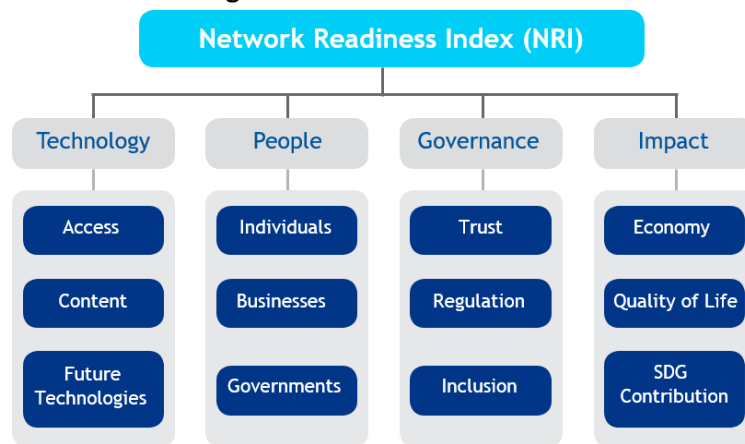 Network Readiness Index (NRI)
Technology
People
Governance
Impact
Access
Individuals
Trust
Economy
Content
Businesses
Regulation
Quality of Life
Future
Technologies
Governments
Inclusion
SDG
Contribution